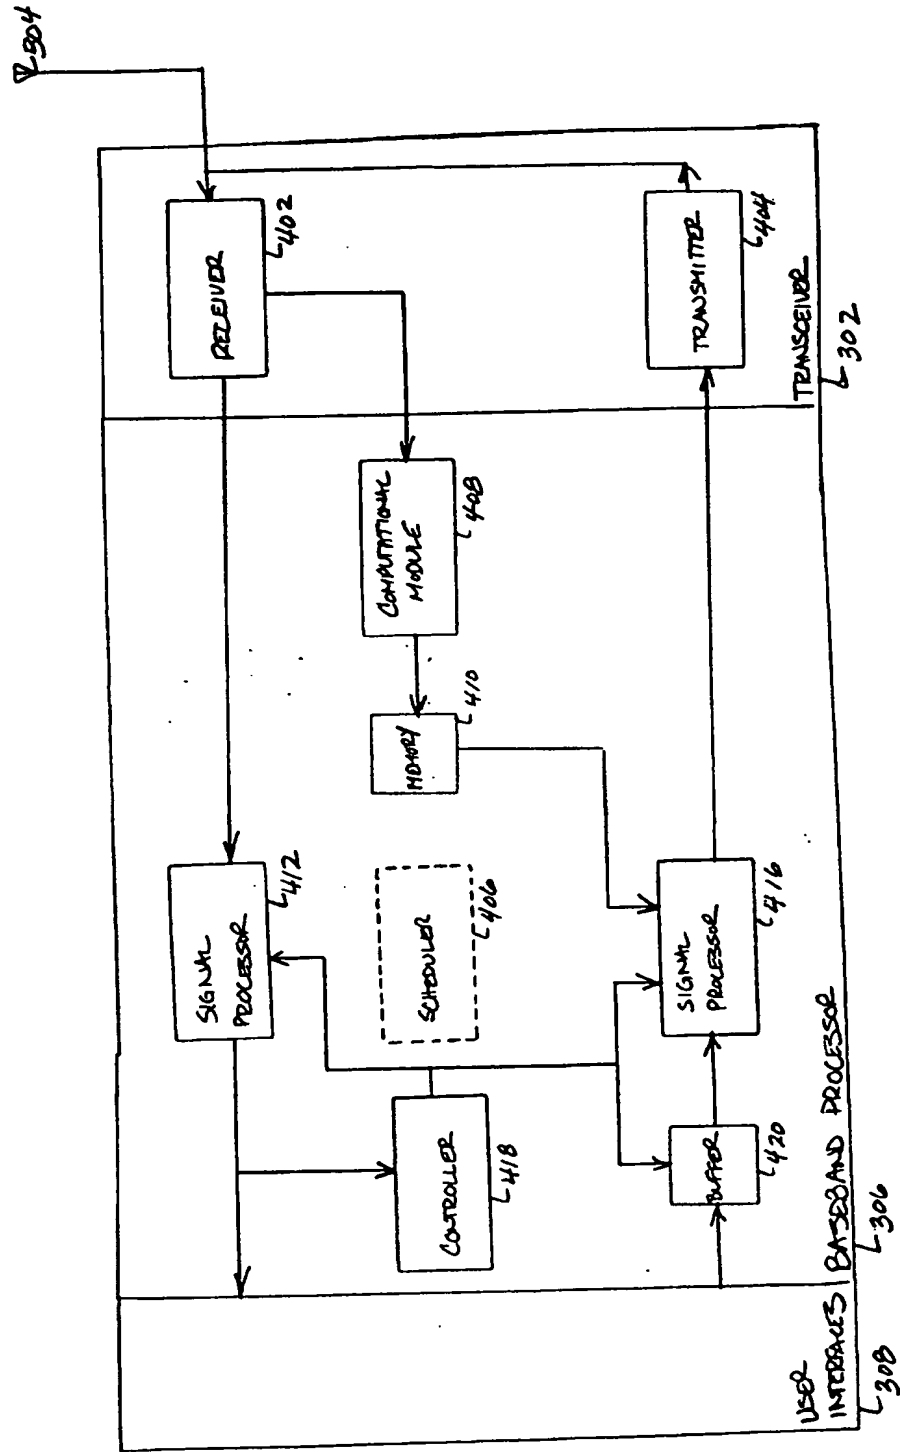 304
RECEIVER
402
TRANSMITTER
404
TRANSCEIVER
302
COMPUTATIONAL
MODULE
408
MEMORY
410
SIGNAL
PROCESSOR
412
SCHEDULER
406
SIGNAL
PROCESSOR
416
CONTROLLER
418
BUFFER
420
BASEBAND PROCESSOR
306
USER
INTERFACES
308